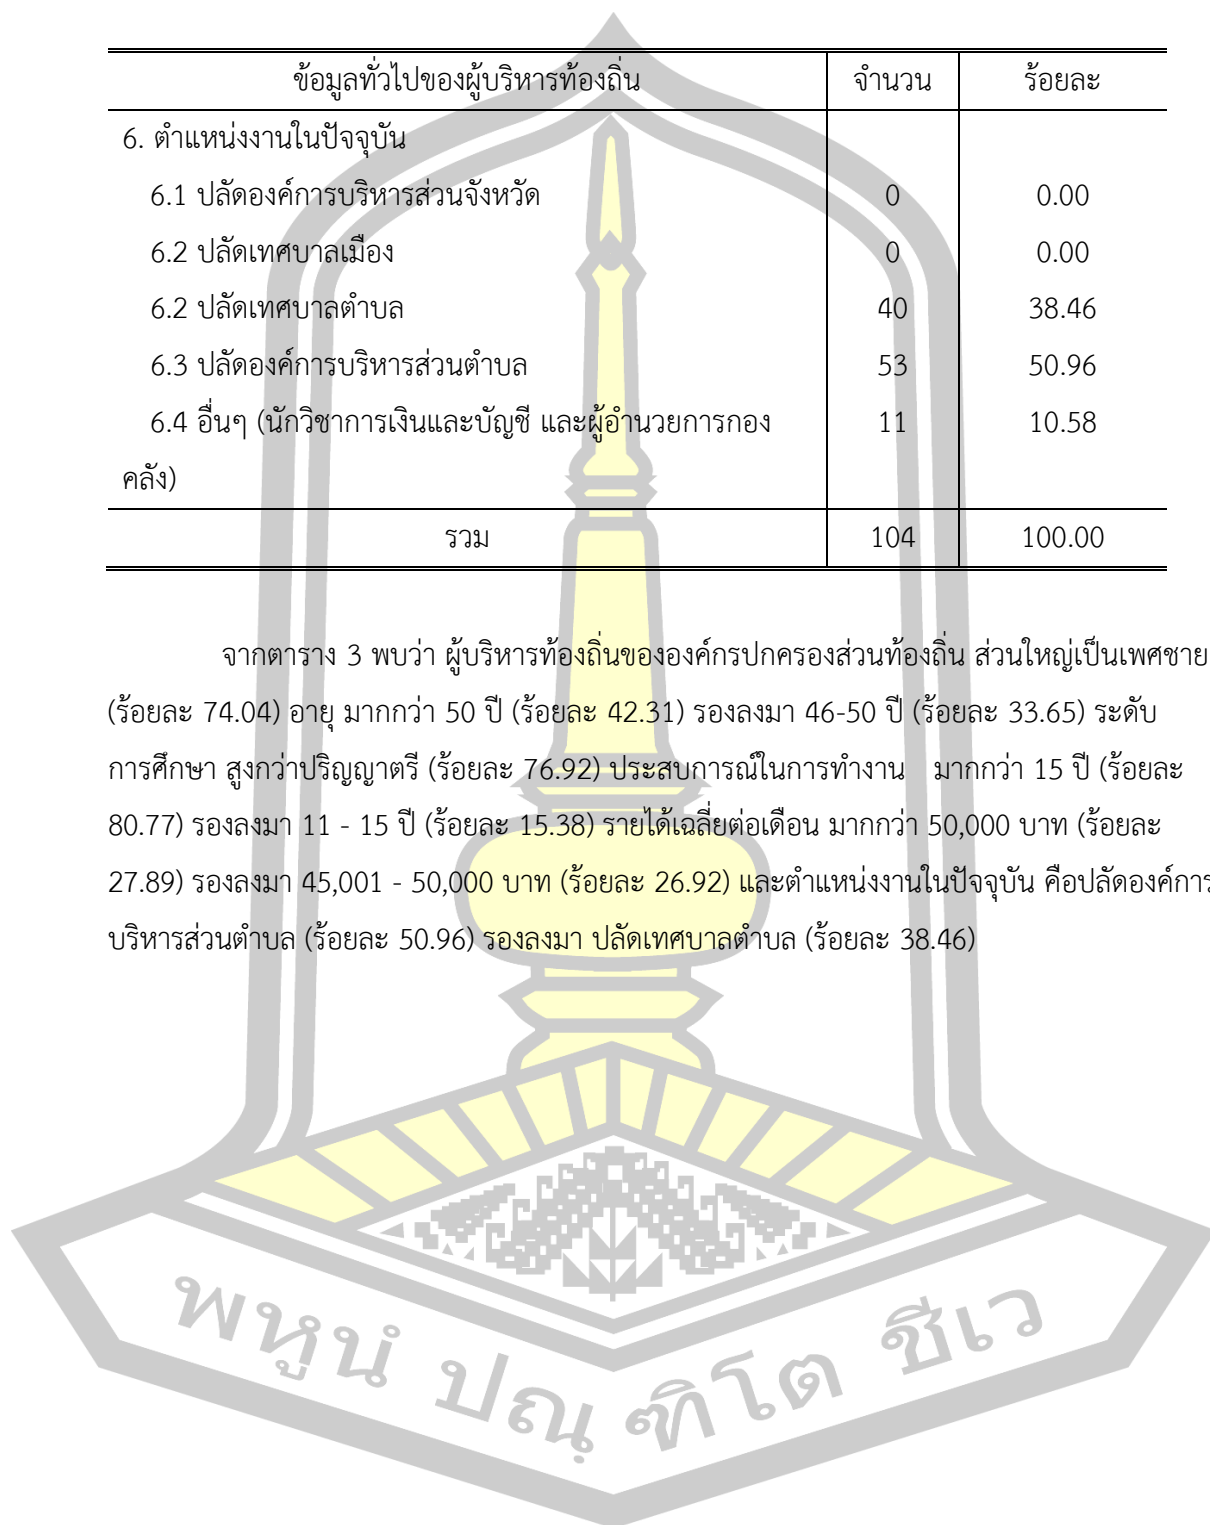 ข้อมูลทั่วไปของผู้บริหารท้องถิ่น จำนวน ร้อยละ
6. ตำแหน่งงานในปัจจุบัน
6.1 ปลัดองค์การบริหารส่วนจังหวัด 0 0.00
6.2 ปลัดเทศบาลเมือง 0 0.00
6.2 ปลัดเทศบาลตำบล 40 38.46
6.3 ปลัดองค์การบริหารส่วนตำบล 53 50.96
6.4 อื่นๆ (นักวิชาการเงินและบัญชี และผู้อำนวยการกอง 11 10.58
คลัง)
รวม 104 100.00
จากตาราง 3 พบว่า ผู้บริหารท้องถิ่นขององค์กรปกครองส่วนท้องถิ่น ส่วนใหญ่เป็นเพศชาย
(ร้อยละ 74.04) อายุ มากกว่า 50 ปี (ร้อยละ 42.31) รองลงมา 46-50 ปี (ร้อยละ 33.65) ระดับ
การศึกษา สูงกว่าปริญญาตรี (ร้อยละ 76.92) ประสบการณ์ในการทำงาน มากกว่า 15 ปี (ร้อยละ
80.77) รองลงมา 11 - 15 ปี (ร้อยละ 15.38) รายได้เฉลี่ยต่อเดือน มากกว่า 50,000 บาท (ร้อยละ
27.89) รองลงมา 45,001 - 50,000 บาท (ร้อยละ 26.92) และตำแหน่งงานในปัจจุบัน คือปลัดองค์การ
บริหารส่วนตำบล (ร้อยละ 50.96) รองลงมา ปลัดเทศบาลตำบล (ร้อยละ 38.46)
พหูนํ ปณฺฑิโต ชีเว